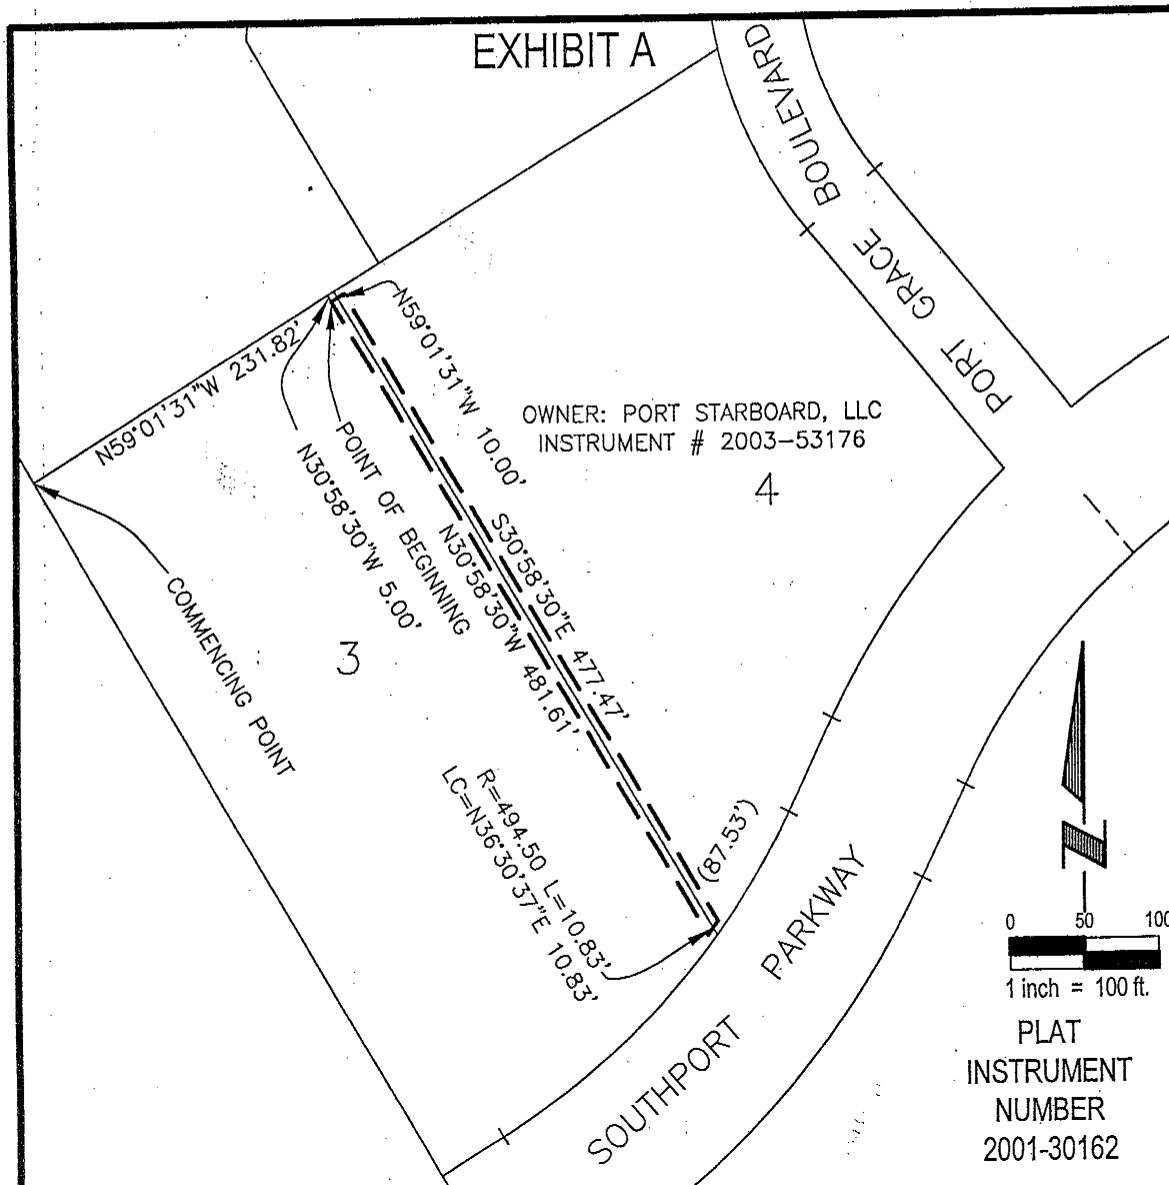 EXHIBIT A
PORT GRACE BOULEVARD
N59°01'31"W 231.82'
N59°01'31"W 10.00'
OWNER: PORT STARBOARD, LLC
INSTRUMENT # 2003-53176
4
POINT OF BEGINNING
N30°58'30"W 5.00'
S30°58'30"E 477.47'
N30°58'30"W 481.61'
COMMENCING POINT
3
R=494.50 L=10.83'
LC=N36°30'37"E 10.83'
(87.53')
SOUTHPORT PARKWAY
N
0 50 100
1 inch = 100 ft.
PLAT
INSTRUMENT
NUMBER
2001-30162